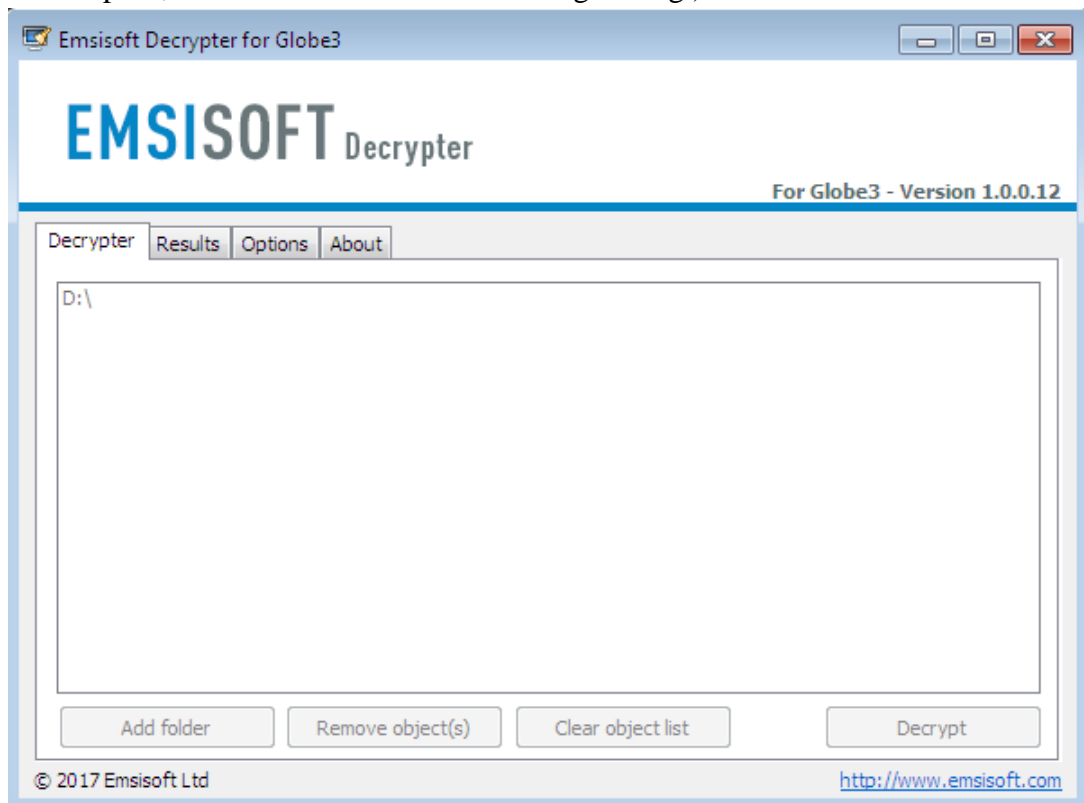 Emsisoft Decrypter for Globe3
EMSISOFT Decrypter
For Globe3 - Version 1.0.0.12
Decrypter Results Options About
D:\
Add folder Remove object(s) Clear object list Decrypt
© 2017 Emsisoft Ltd http://www.emsisoft.com